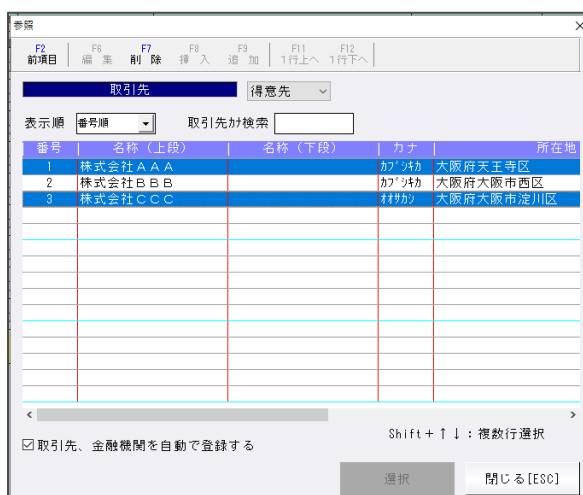 参照
F2 F6 F7 F8 F9 F11 F12
前項目 編 集 削 除 挿 入 追 加 1行上へ 1行下へ
取引先 得意先
表示順 番号順 取引先ｶﾅ検索
番号 名称（上段） 名称（下段） カナ 所在地
1 株式会社ＡＡＡ ｶﾌﾞｼｷｶ 大阪府天王寺区
2 株式会社ＢＢＢ ｶﾌﾞｼｷｶ 大阪府大阪市西区
3 株式会社ＣＣＣ ｵｵｻｶｼ 大阪府大阪市淀川区
Shift+↑↓：複数行選択
取引先、金融機関を自動で登録する
選択 閉じる[ESC]